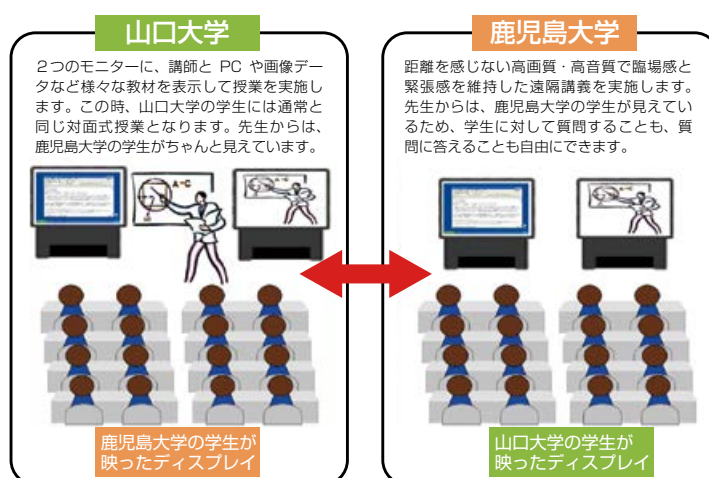 山口大学
2つのモニターに、講師と PC や画像デー
タなど様々な教材を表示して授業を実施し
ます。この時、山口大学の学生には通常と
同じ対面式授業となります。先生からは、
鹿児島大学の学生がちゃんと見えています。
A-C
A-C
鹿児島大学の学生が
映ったディスプレイ
鹿児島大学
距離を感じない高画質・高音質で臨場感と
緊張感を維持した遠隔講義を実施します。
先生からは、鹿児島大学の学生が見えてい
るため、学生に対して質問することも、質
問に答えることも自由にできます。
A-C
山口大学の学生が
映ったディスプレイ